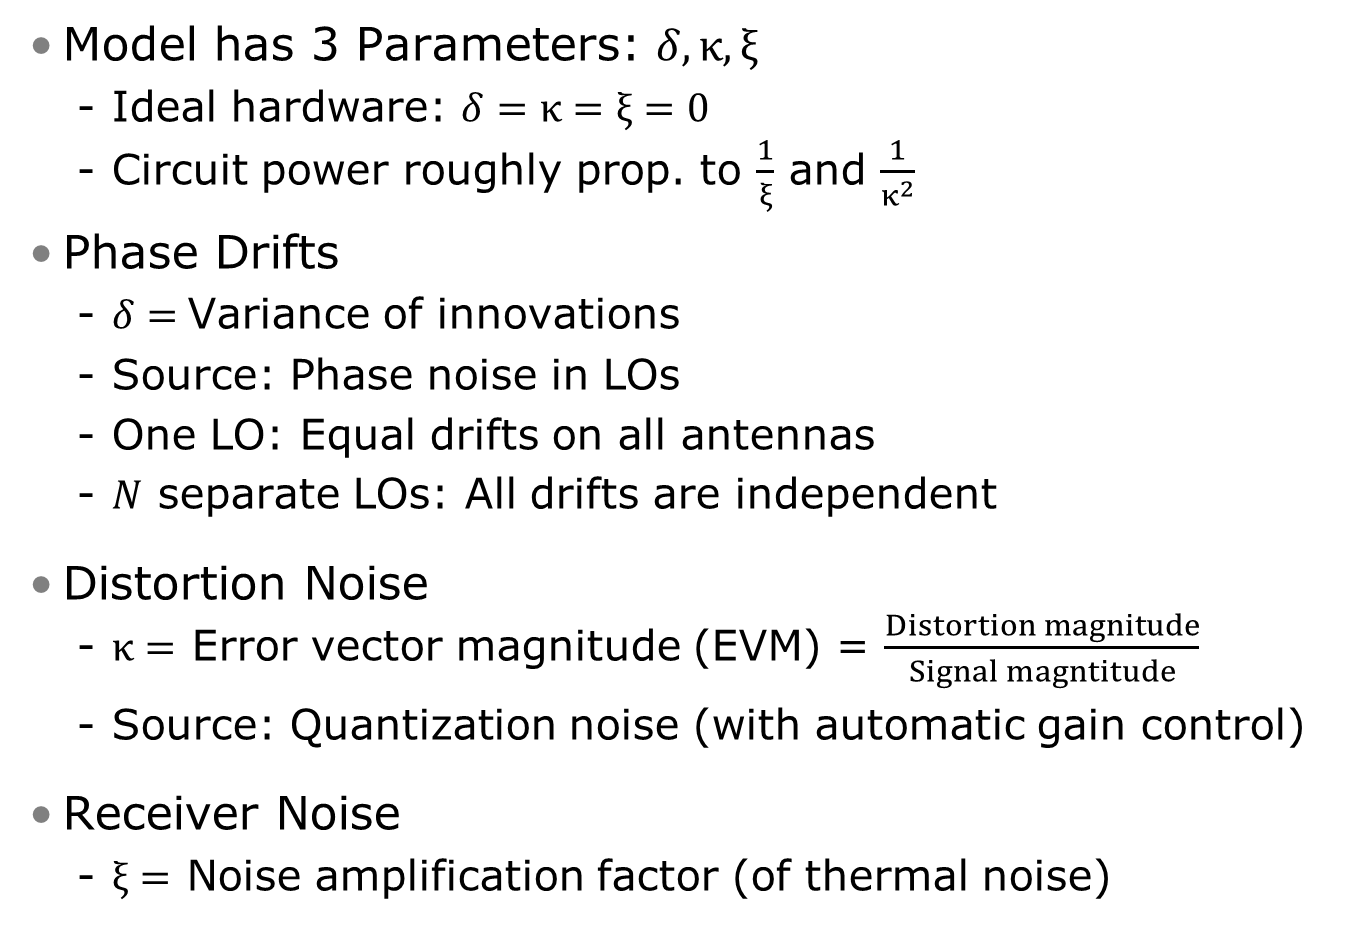 • Model has 3 Parameters: δ, κ, ξ
- Ideal hardware: δ = κ = ξ = 0
- Circuit power roughly prop. to 1/ξ and 1/κ²
• Phase Drifts
- δ = Variance of innovations
- Source: Phase noise in LOs
- One LO: Equal drifts on all antennas
- N separate LOs: All drifts are independent
• Distortion Noise
- κ = Error vector magnitude (EVM) = Distortion magnitude / Signal magntitude
- Source: Quantization noise (with automatic gain control)
• Receiver Noise
- ξ = Noise amplification factor (of thermal noise)